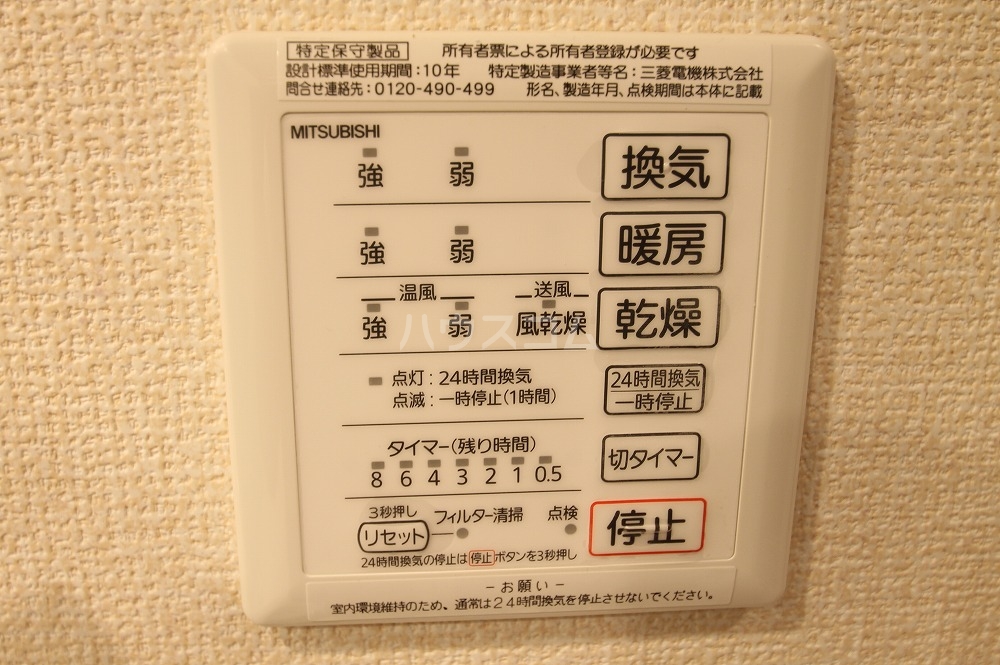 特定保守製品 所有者票による所有者登録が必要です
設計標準使用期間：10年 特定製造事業者等名：三菱電機株式会社
問合せ連絡先：0120-490-499 形名、製造年月、点検期間は本体に記載
MITSUBISHI
強 弱 換気
強 弱 暖房
温風 送風
強 弱 風乾燥 乾燥
ハウスコム
点灯：24時間換気
点滅：一時停止(1時間)
24時間換気
一時停止
タイマー(残り時間)
8 6 4 3 2 1 0.5
切タイマー
3秒押し
リセット フィルター清掃 点検
停止
24時間換気の停止は停止ボタンを3秒押し
－お願い－
室内環境維持のため、通常は24時間換気を停止させないでください。